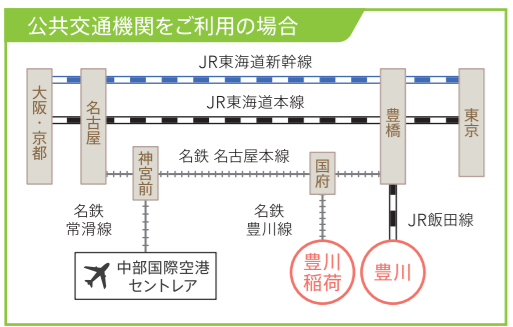 公共交通機関をご利用の場合
JR東海道新幹線
JR東海道本線
大阪・京都
名古屋
豊橋
東京
神宮前
名鉄 名古屋本線
国府
名鉄
常滑線
名鉄
豊川線
JR飯田線
中部国際空港
セントレア
豊川
稲荷
豊川